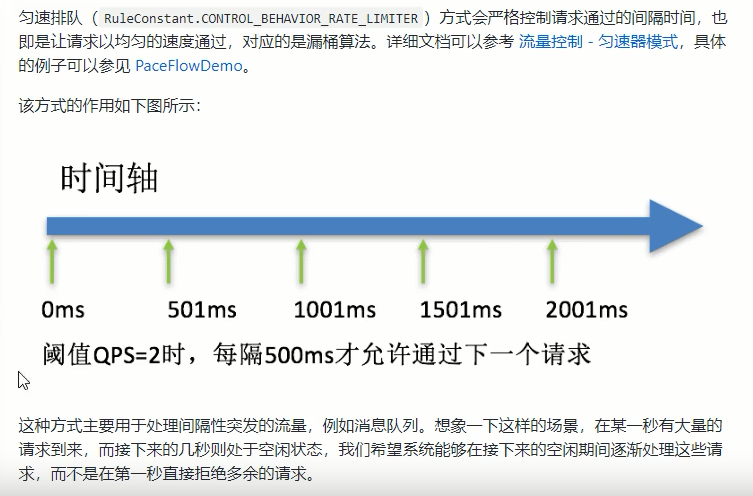 匀速排队（RuleConstant.CONTROL_BEHAVIOR_RATE_LIMITER）方式会严格控制请求通过的间隔时间，也
即是让请求以均匀的速度通过，对应的是漏桶算法。详细文档可以参考 流量控制 - 匀速器模式，具体
的例子可以参见 PaceFlowDemo。
该方式的作用如下图所示：
时间轴
0ms 501ms 1001ms 1501ms 2001ms
阈值QPS=2时，每隔500ms才允许通过下一个请求
这种方式主要用于处理间隔性突发的流量，例如消息队列。想象一下这样的场景，在某一秒有大量的
请求到来，而接下来的几秒则处于空闲状态，我们希望系统能够在接下来的空闲期间逐渐处理这些请
求，而不是在第一秒直接拒绝多余的请求。